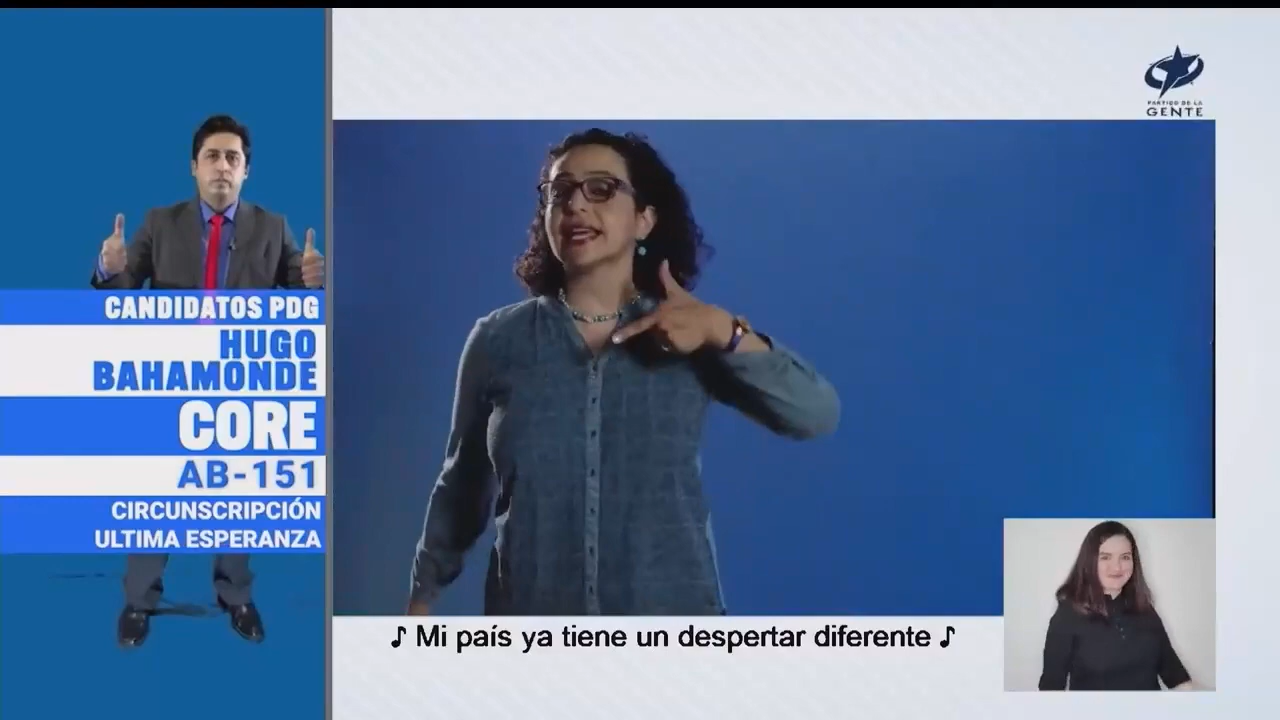 CANDIDATOS PDG
HUGO
BAHAMONDE
CORE
AB-151
CIRCUNSCRIPCIÓN
ULTIMA ESPERANZA
PARTIDO DE LA
GENTE
♪ Mi país ya tiene un despertar diferente ♪